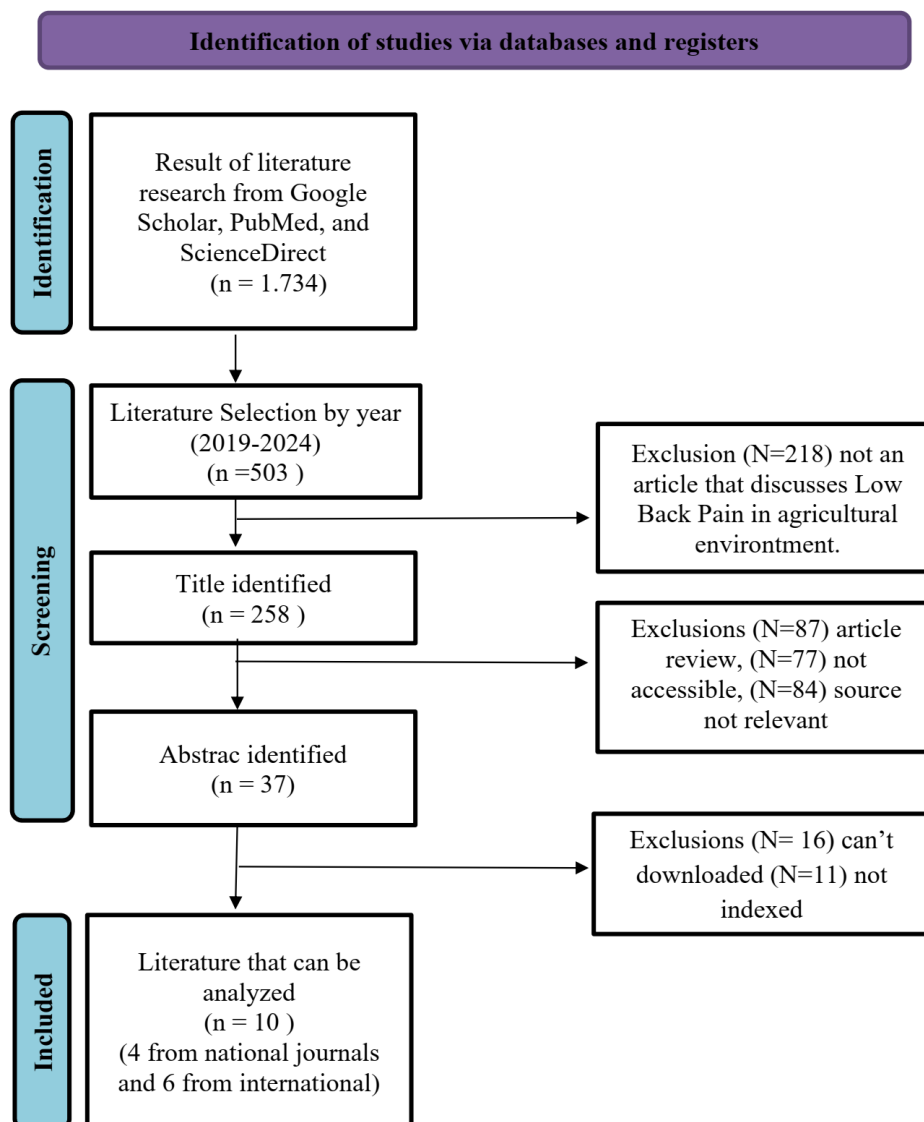 Identification of studies via databases and registers
Identification
Result of literature
research from Google
Scholar, PubMed, and
ScienceDirect
(n = 1.734)
Screening
Literature Selection by year
(2019-2024)
(n =503 )
Exclusion (N=218) not an
article that discusses Low
Back Pain in agricultural
environtment.
Title identified
(n = 258 )
Exclusions (N=87) article
review, (N=77) not
accessible, (N=84) source
not relevant
Abstrac identified
(n = 37)
Exclusions (N= 16) can’t
downloaded (N=11) not
indexed
Included
Literature that can be
analyzed
(n = 10 )
(4 from national journals
and 6 from international)